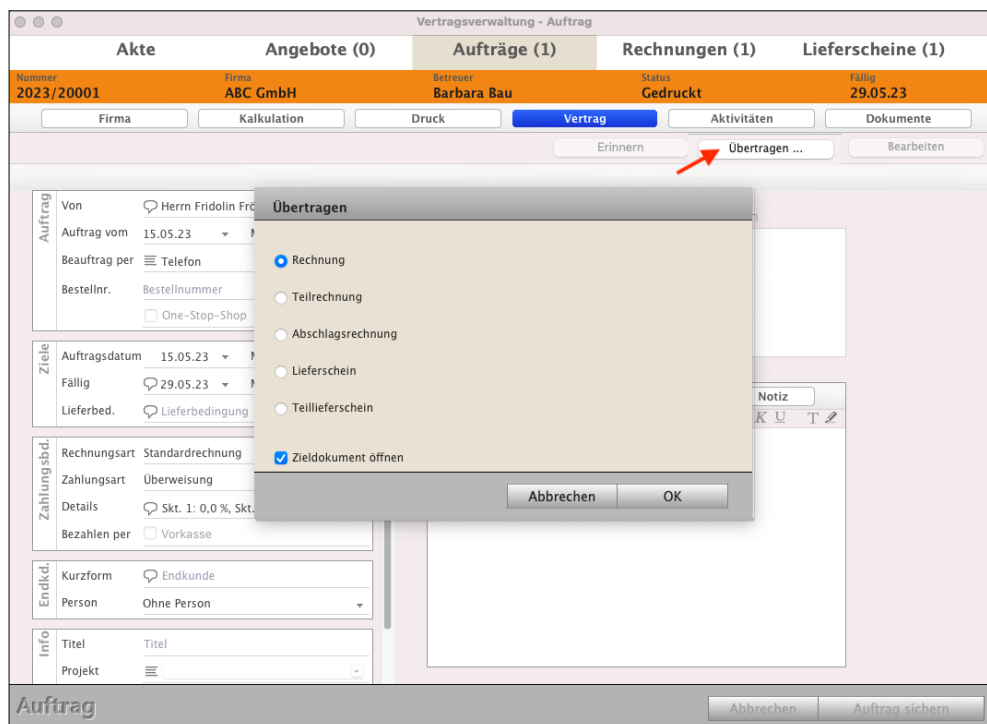 Vertragsverwaltung - Auftrag
Akte Angebote (0) Aufträge (1) Rechnungen (1) Lieferscheine (1)
Nummer Firma Betreuer Status Fällig
2023/20001 ABC GmbH Barbara Bau Gedruckt 29.05.23
Firma Kalkulation Druck Vertrag Aktivitäten Dokumente
Erinnern Übertragen ... Bearbeiten
Auftrag
Von Herrn Fridolin
Auftrag vom 15.05.23
Beauftrag per Telefon
Bestellnr. Bestellnummer
One-Stop-Shop
Ziele
Auftragsdatum 15.05.23
Fällig 29.05.23
Lieferbed. Lieferbedingung
Zahlungsbd.
Rechnungsart Standardrechnung
Zahlungsart Überweisung
Details Skt. 1: 0,0 %, Skt.
Bezahlen per Vorkasse
Endkd.
Kurzform Endkunde
Person Ohne Person
Info
Titel Titel
Projekt
Übertragen
Rechnung
Teilrechnung
Abschlagsrechnung
Lieferschein
Teillieferschein
Zieldokument öffnen
Abbrechen OK
Notiz
K U T
Auftrag Abbrechen Auftrag sichern